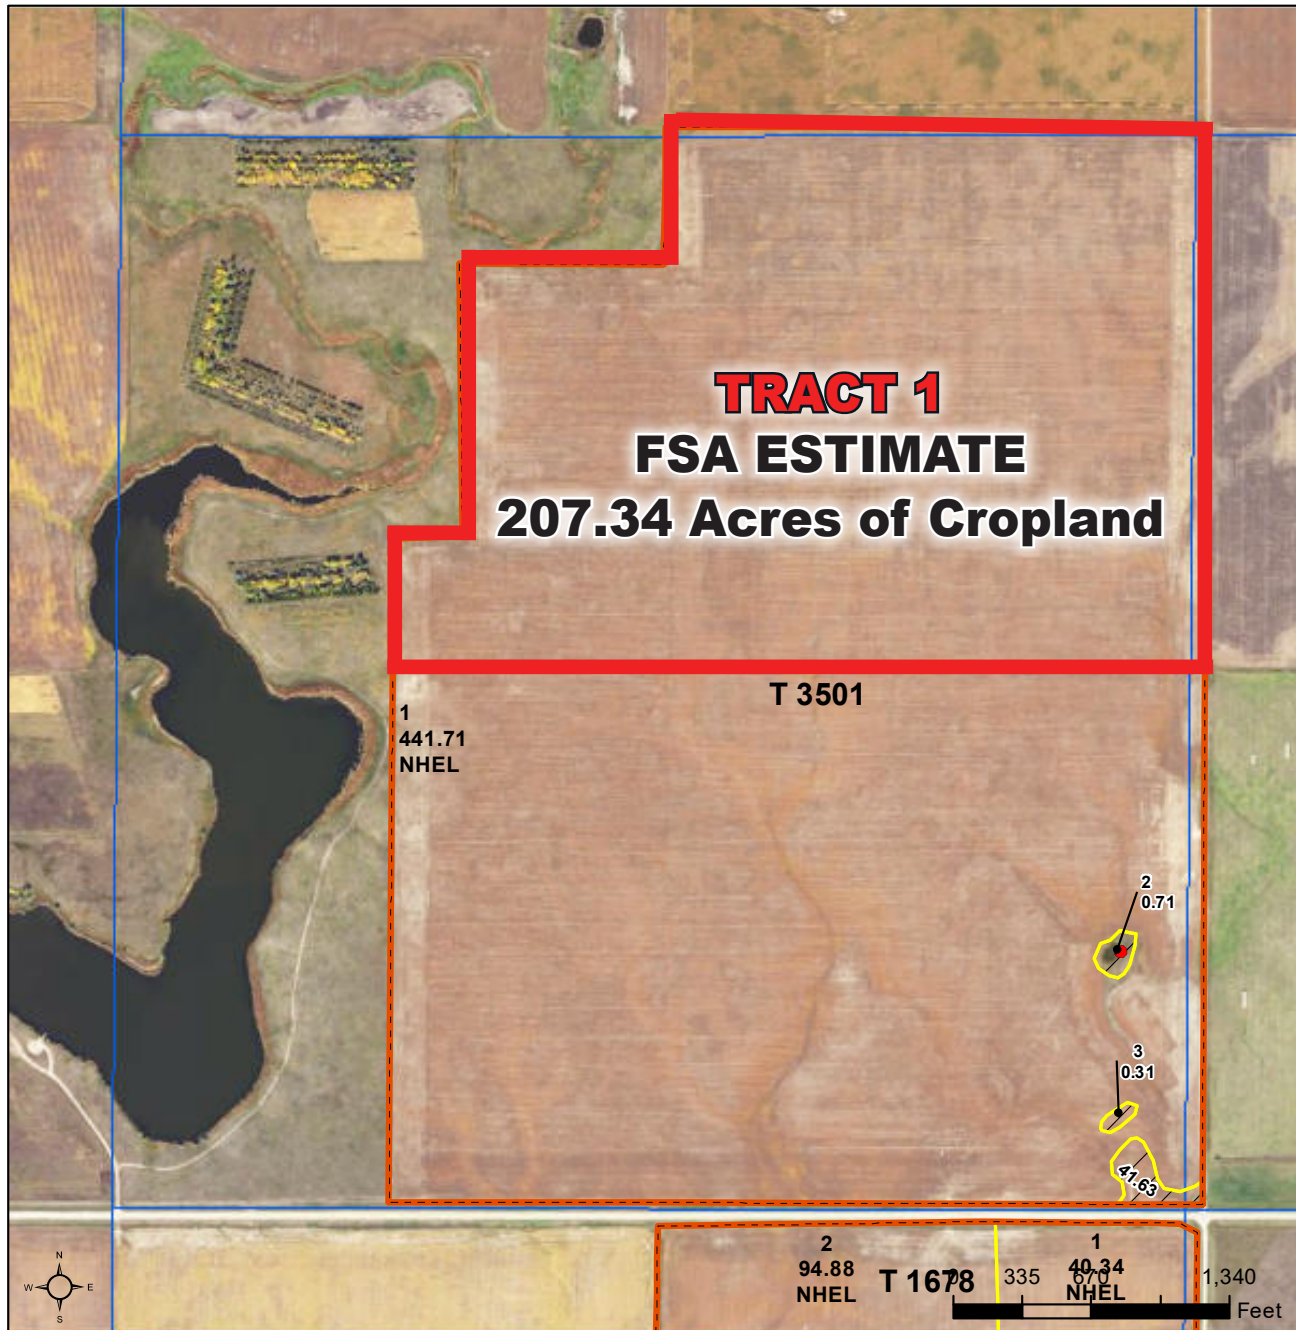 TRACT 1
FSA ESTIMATE
207.34 Acres of Cropland
T 3501
1
441.71
NHEL
2
0.71
3
0.31
41.63
2
94.88
NHEL
T 1678
1
40.34
NHEL
N
W E
S
335 670 1,340
Feet